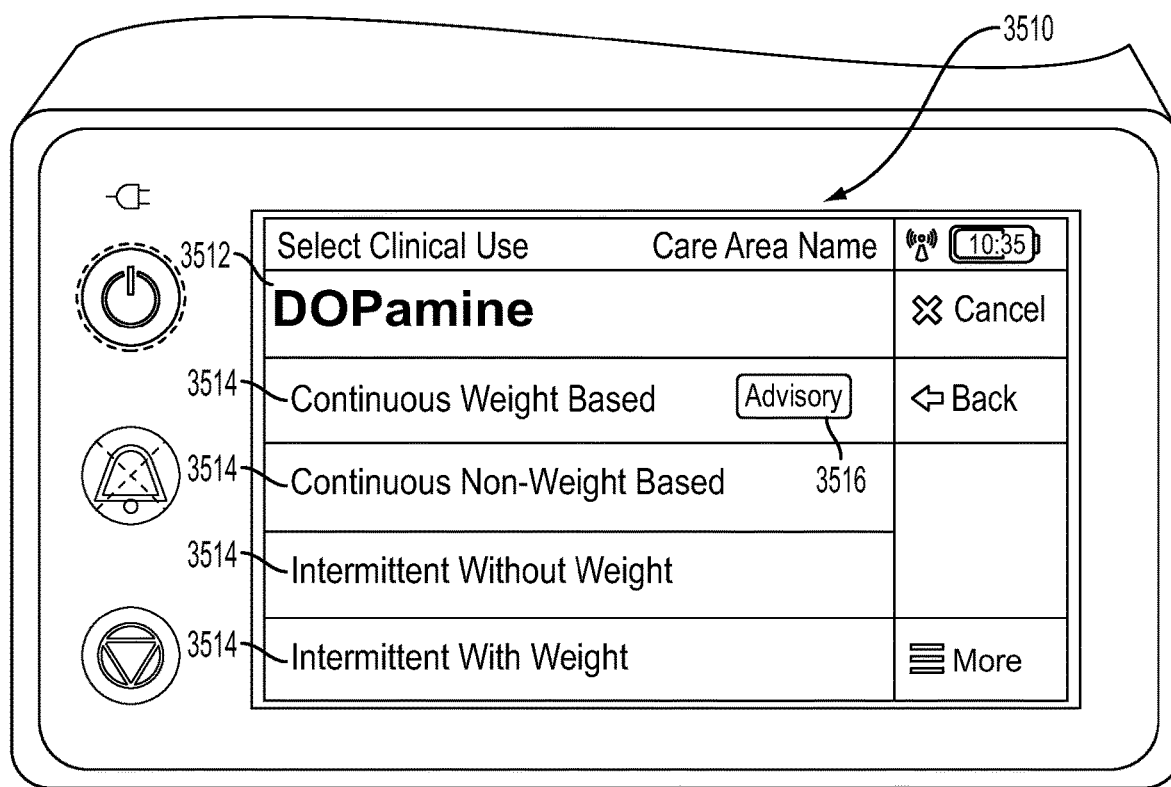 3510
Select Clinical Use Care Area Name 10:35
3512
DOPamine Cancel
3514 Continuous Weight Based Advisory Back
3514 Continuous Non-Weight Based 3516
3514 Intermittent Without Weight
3514 Intermittent With Weight More